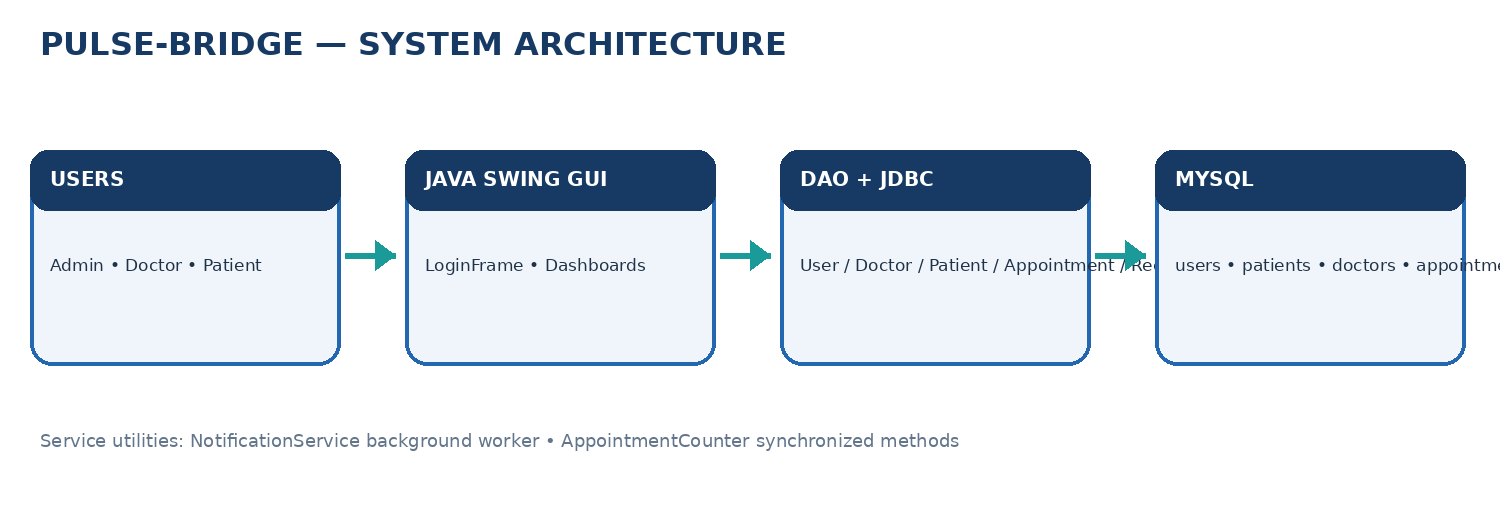 PULSE-BRIDGE — SYSTEM ARCHITECTURE
USERS
Admin • Doctor • Patient
JAVA SWING GUI
LoginFrame • Dashboards
DAO + JDBC
User / Doctor / Patient / Appointment /
MYSQL
users • patients • doctors •
Service utilities: NotificationService background worker • AppointmentCounter synchronized methods